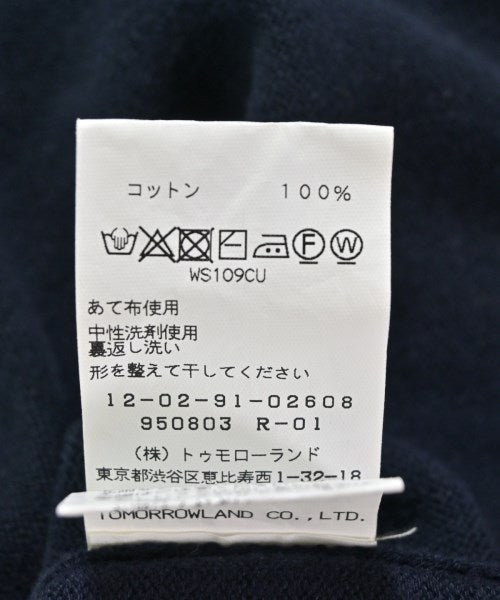 コットン 100%
F W
WS109CU
あて布使用
中性洗剤使用
裏返し洗い
形を整えて干してください
12-02-91-02608
950803 R-01
(株) トゥモローランド
東京都渋谷区恵比寿西1-32-18
TOMORROWLAND CO.,LTD.